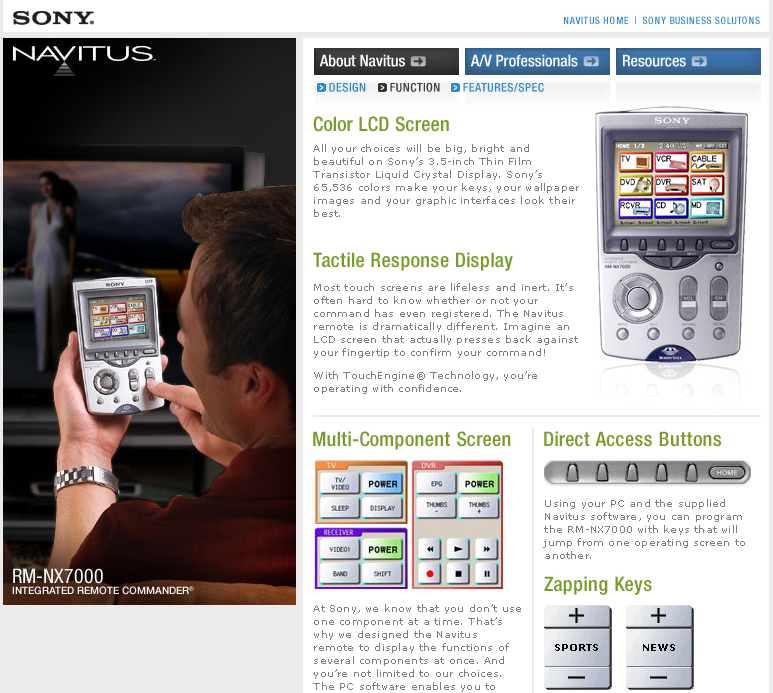 SONY.
NAVITUS HOME | SONY BUSINESS SOLUTONS
NAVITUS
About Navitus
A/V Professionals
Resources
DESIGN
FUNCTION
FEATURES/SPEC
Color LCD Screen
All your choices will be big, bright and
beautiful on Sony's 3.5-inch Thin Film
Transistor Liquid Crystal Display. Sony's
65,536 colors make your keys, your wallpaper
images and your graphic interfaces look their
best.
SONY
HOME 1/3
TV
VCR
CABLE
DVD
DVR
SAT
RCVR
CD
MD
HOME
RM-NX7000
VOL
CH
MEMORY STICK
Tactile Response Display
Most touch screens are lifeless and inert. It's
often hard to know whether or not your
command has even registered. The Navitus
remote is dramatically different. Imagine an
LCD screen that actually presses back against
your fingertip to confirm your command!
With TouchEngine® Technology, you're
operating with confidence.
SONY
RM-NX7000
INTEGRATED REMOTE COMMANDER®
Multi-Component Screen
TV
TV/
VIDEO
POWER
SLEEP
DISPLAY
RECEIVER
VIDEO1
POWER
BAND
SHIFT
DVR
EPG
POWER
THUMBS
-
THUMBS
+
At Sony, we know that you don't use
one component at a time. That's
why we designed the Navitus
remote to display the functions of
several components at once. And
you're not limited to our choices.
The PC software enables you to
Direct Access Buttons
HOME
Using your PC and the supplied
Navitus software, you can program
the RM-NX7000 with keys that will
jump from one operating screen to
another.
Zapping Keys
+
SPORTS
-
+
NEWS
-